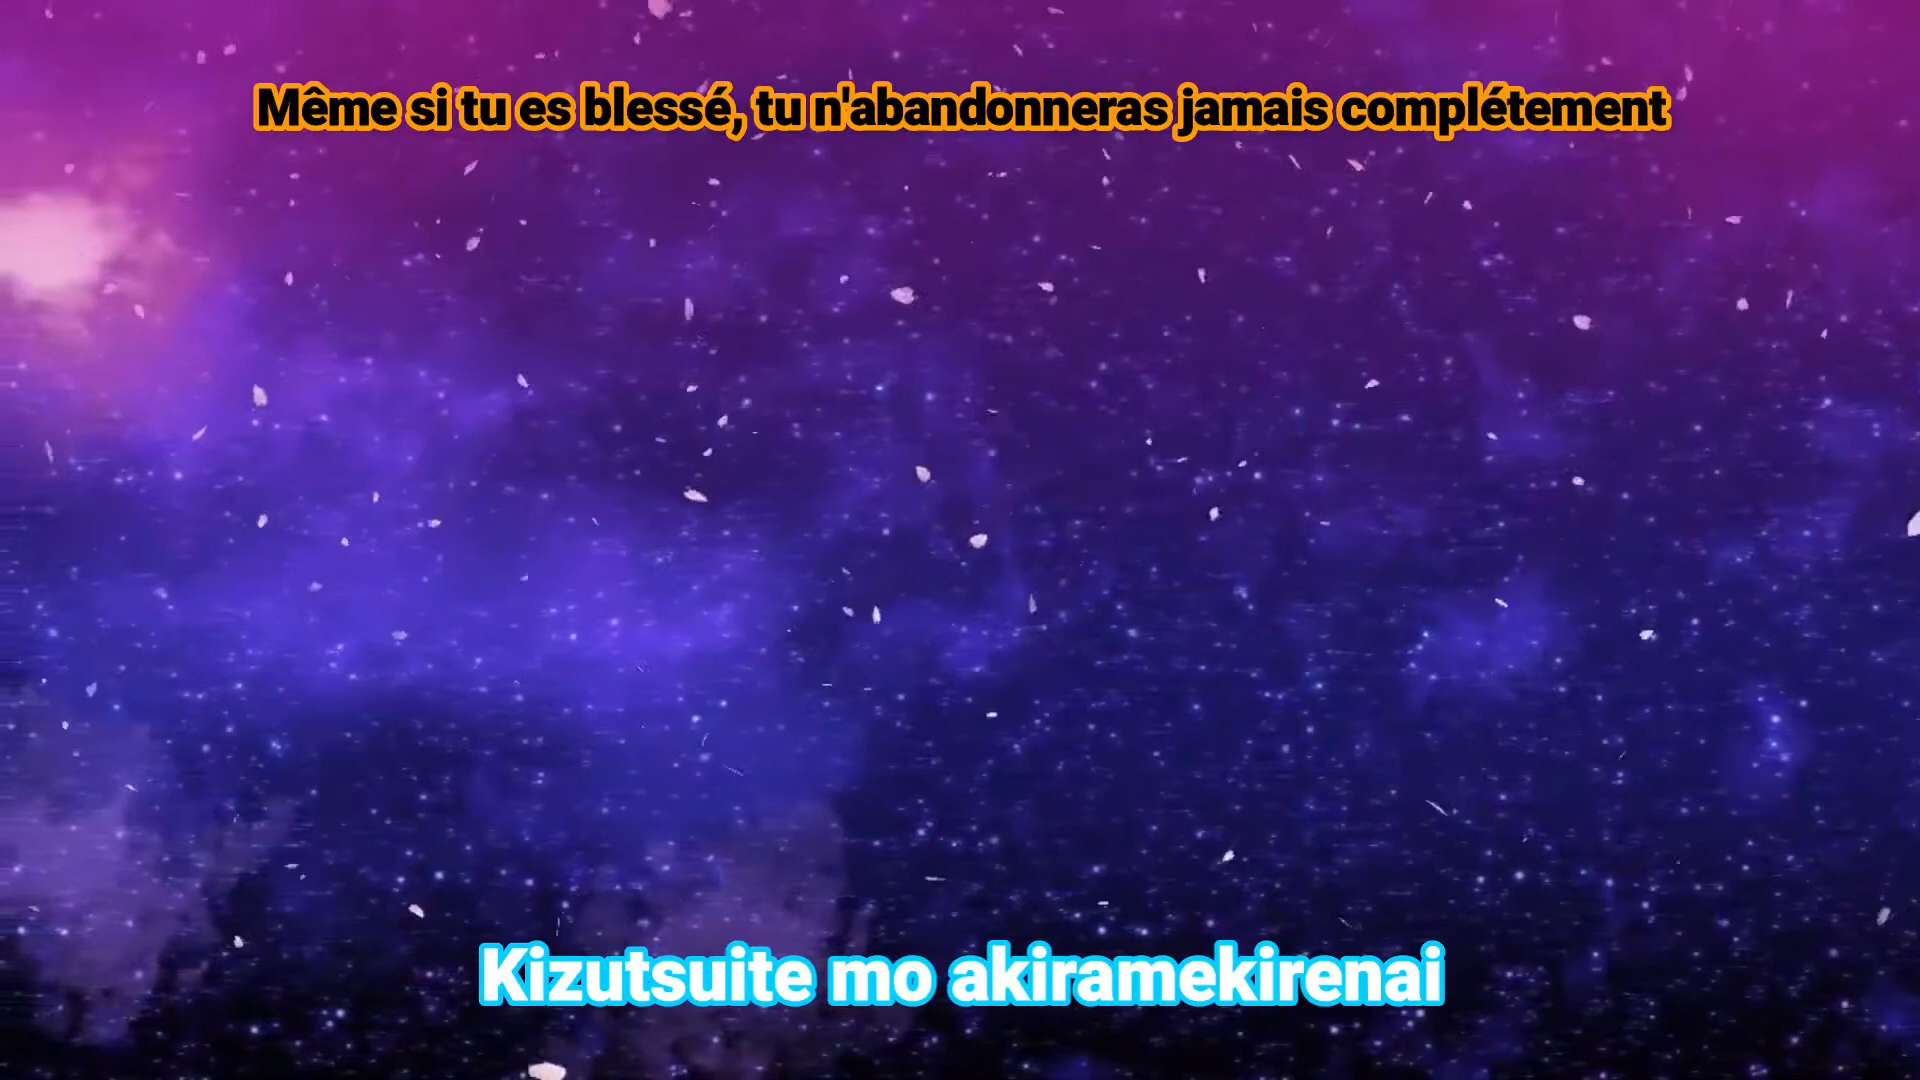 Même si tu es blessé, tu n'abandonneras jamais complétement
Kizutsuite mo akiramekirenai